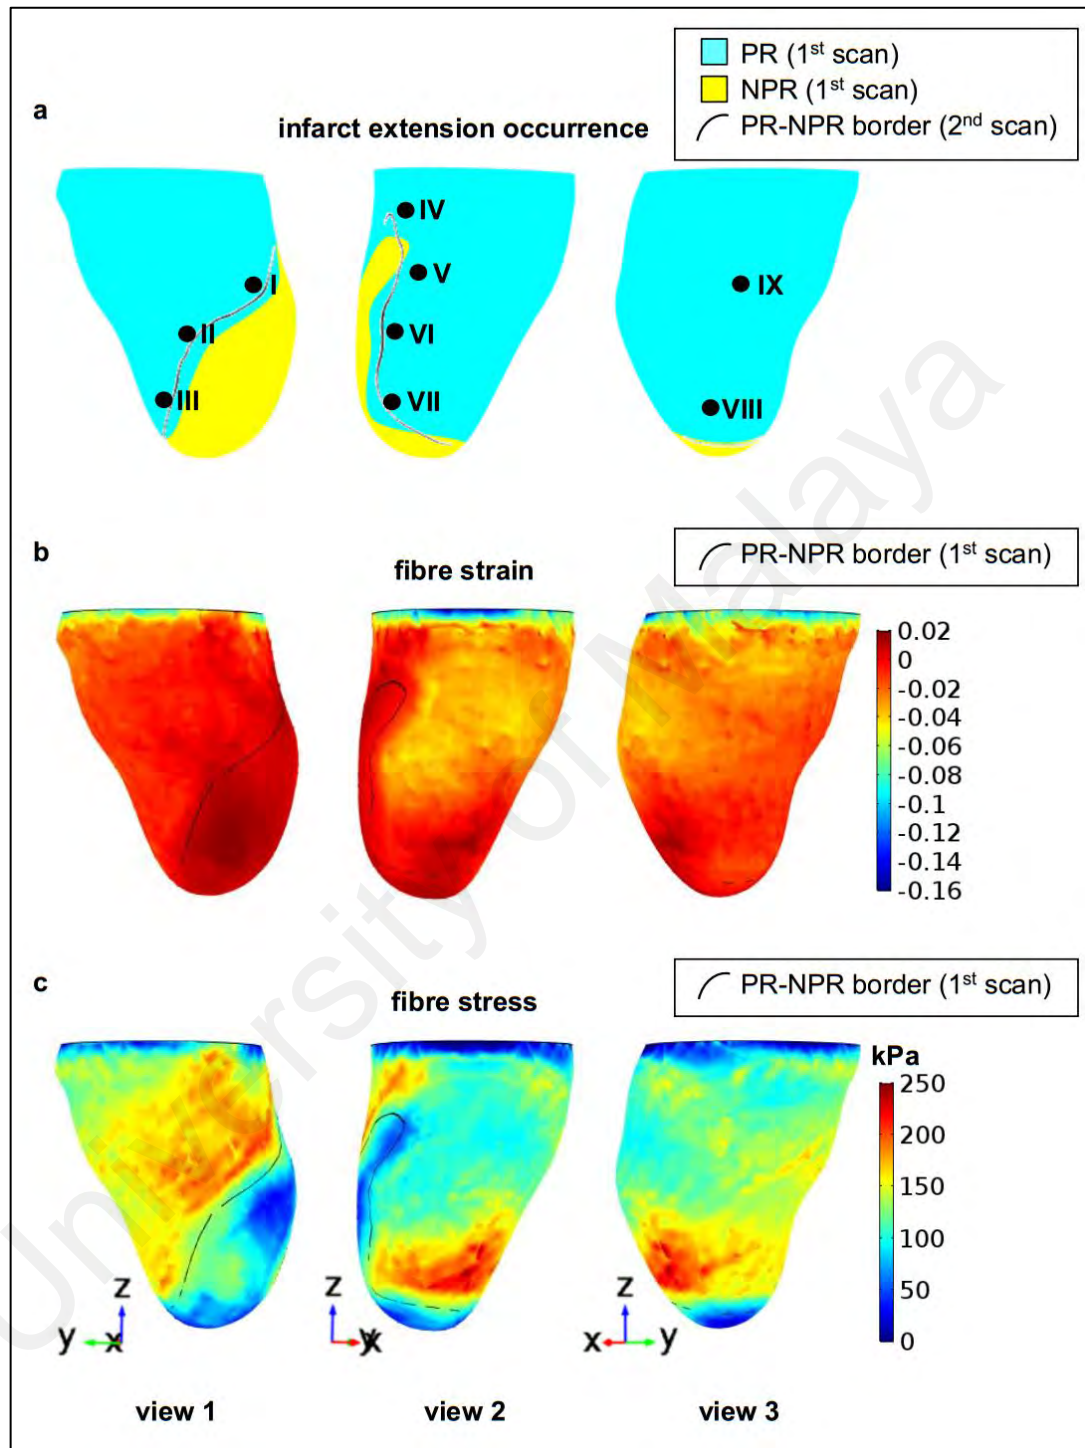 PR (1st scan)
NPR (1st scan)
PR-NPR border (2nd scan)
a
infarct extension occurrence
I
II
III
IV
V
VI
VII
IX
VIII
b
PR-NPR border (1st scan)
fibre strain
0.02
0
-0.02
-0.04
-0.06
-0.08
-0.1
-0.12
-0.14
-0.16
c
PR-NPR border (1st scan)
fibre stress
kPa
250
200
150
100
50
0
z
y x
z
y x
z
x y
view 1
view 2
view 3
University of Malaya